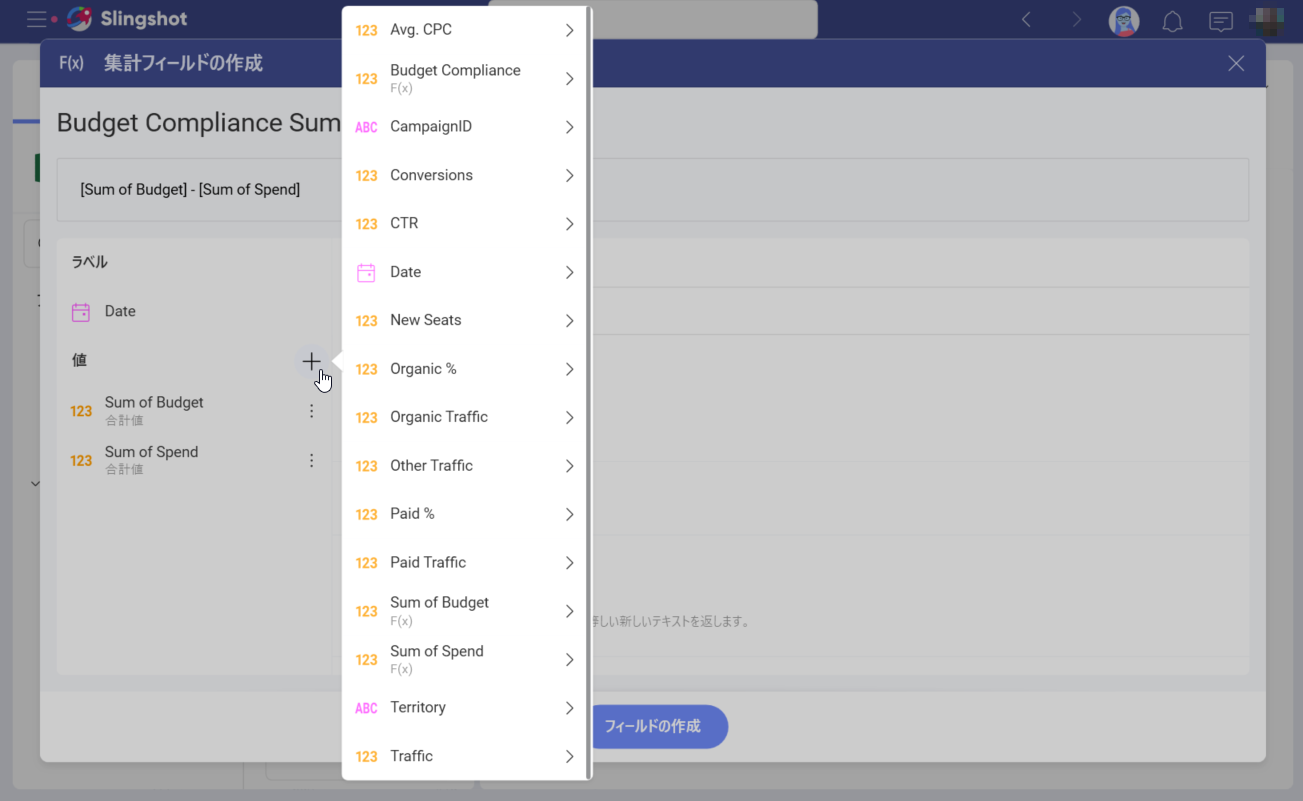 Slingshot
F(x) 集計フィールドの作成
Budget Compliance Sum
[Sum of Budget] - [Sum of Spend]
ラベル
Date
値
123 Sum of Budget
合計値
123 Sum of Spend
合計値
123 Avg. CPC
123 Budget Compliance
F(x)
ABC CampaignID
123 Conversions
123 CTR
Date
123 New Seats
123 Organic %
123 Organic Traffic
123 Other Traffic
123 Paid %
123 Paid Traffic
123 Sum of Budget
F(x)
123 Sum of Spend
F(x)
ABC Territory
123 Traffic
しい新しいテキストを返します。
フィールドの作成